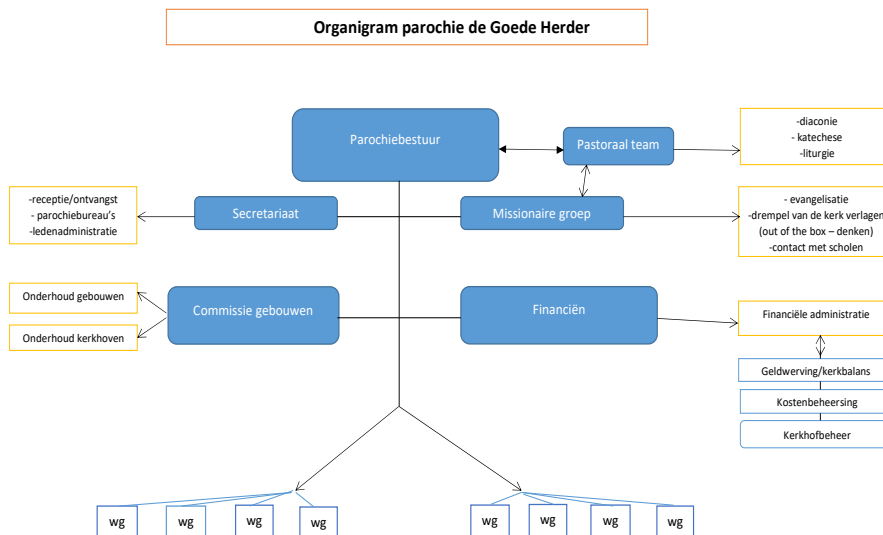 Organigram parochie de Goede Herder
Parochiebestuur
Pastoraal team
-diaconie
- katechese
-liturgie
-receptie/ontvangst
- parochiebureau's
-ledenadministratie
Secretariaat
Missionaire groep
- evangelisatie
-drempel van de kerk verlagen
(out of the box – denken)
-contact met scholen
Onderhoud gebouwen
Onderhoud kerkhoven
Commissie gebouwen
Financiën
Financiële administratie
Geldwerving/kerkbalans
Kostenbeheersing
Kerkhofbeheer
wg
wg
wg
wg
wg
wg
wg
wg